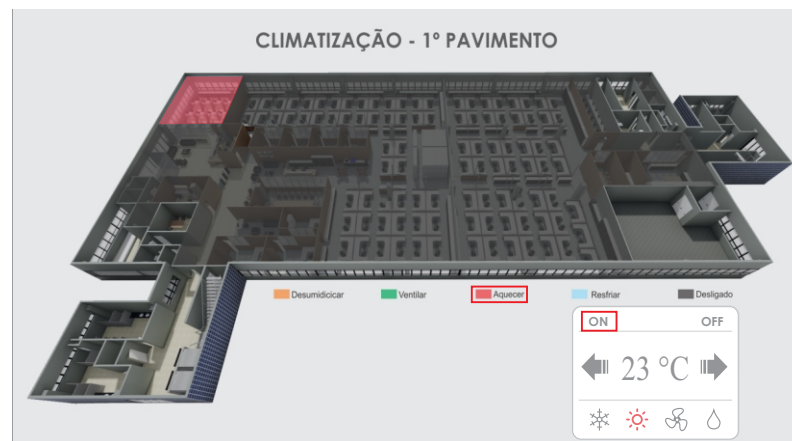 CLIMATIZAÇÃO - 1º PAVIMENTO
Desumidicicar Ventilar Aquecer Resfriar Desligado
ON OFF
23 °C